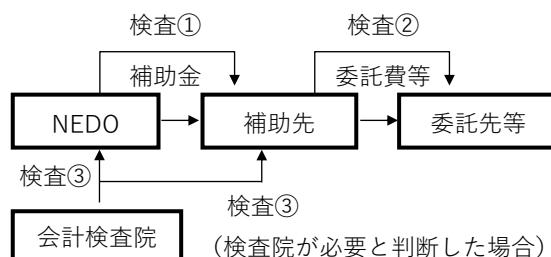 検査①
検査②
補助金
委託費等
NEDO
補助先
委託先等
検査③
検査③
会計検査院
（検査院が必要と判断した場合）